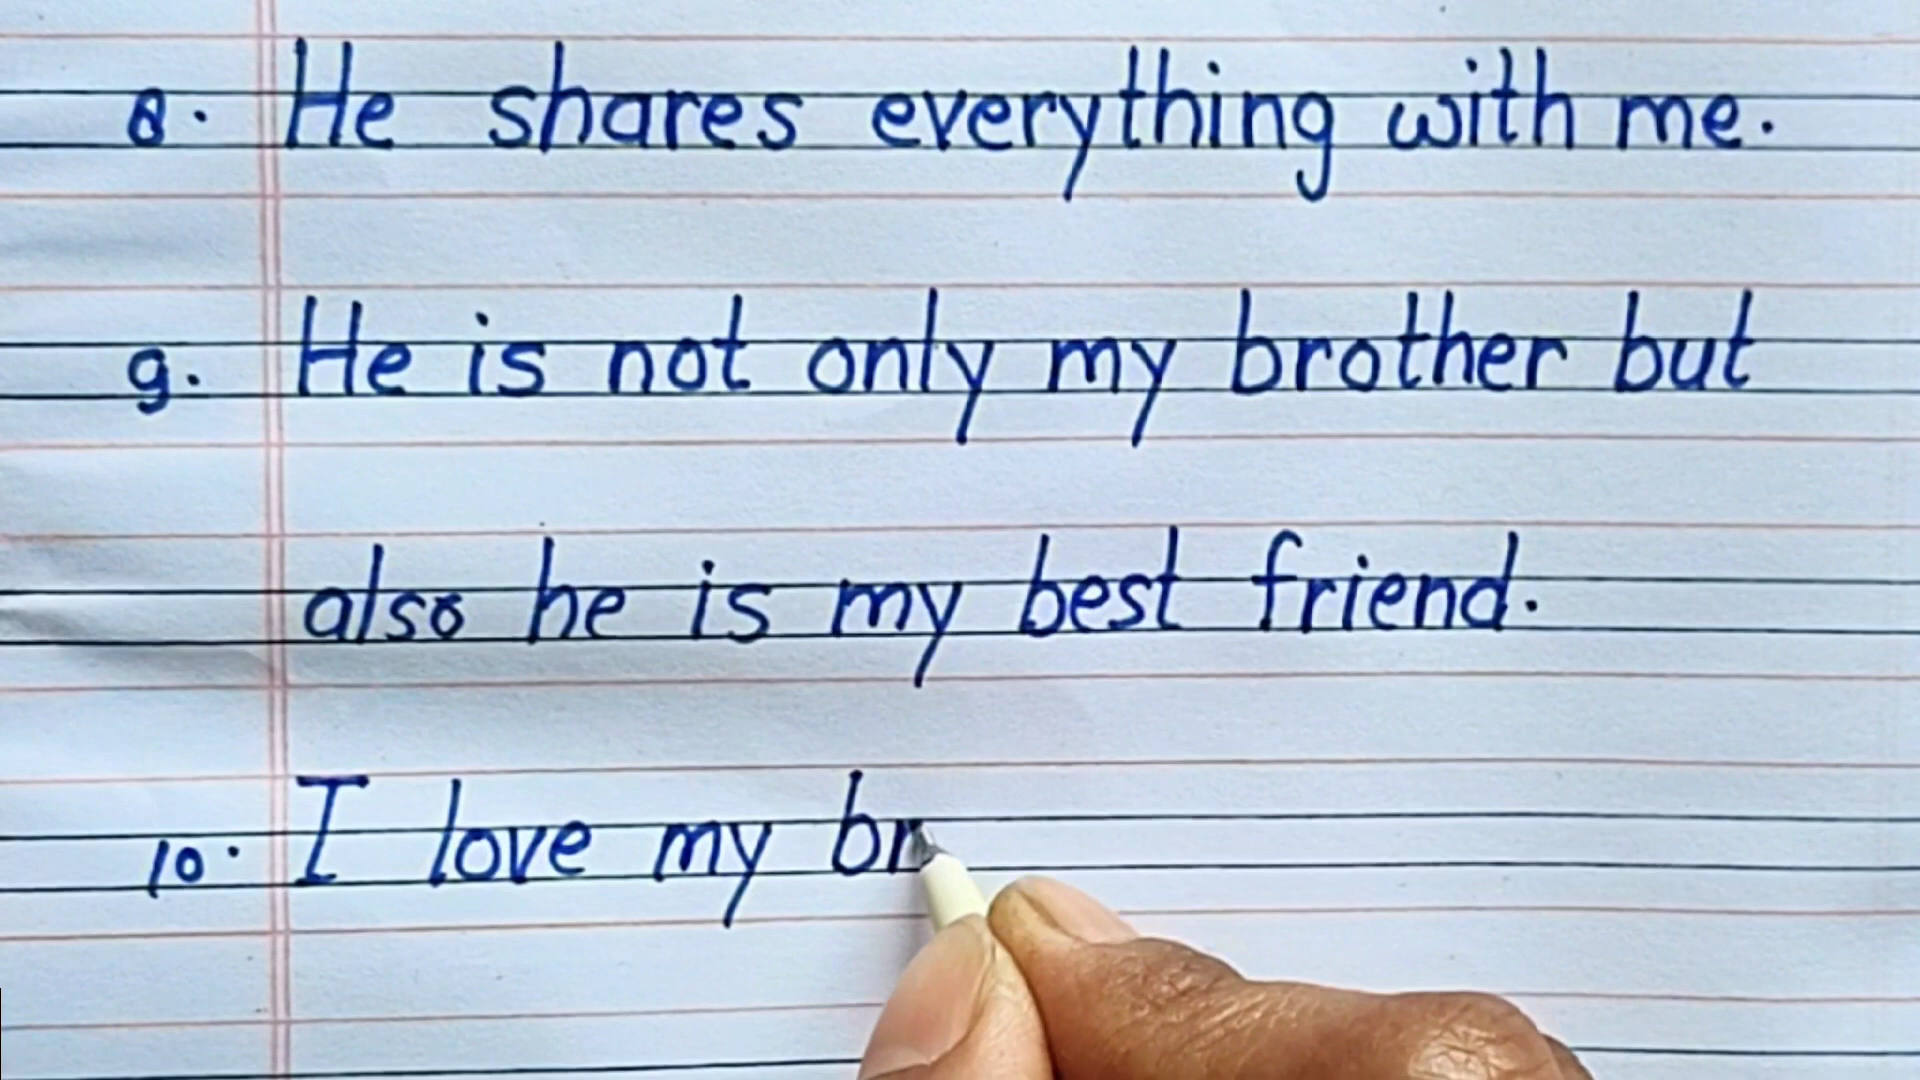 8. He shares everything with me.
9. He is not only my brother but
also he is my best friend.
10. I love my br